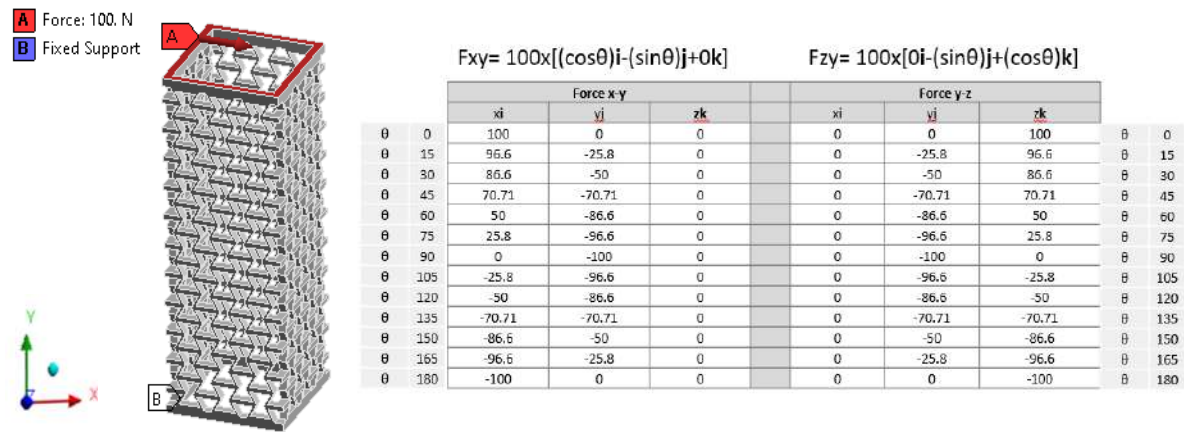 A Force: 100. N
B Fixed Support
A
B
Y
X
Z
Fxy= 100x[(cosθ)i-(sinθ)j+0k]
Fzy= 100x[0i-(sinθ)j+(cosθ)k]
Force x-y Force y-z
xi yj zk xi yj zk
θ 0 100 0 0 0 0 100 θ 0
θ 15 96.6 -25.8 0 0 -25.8 96.6 θ 15
θ 30 86.6 -50 0 0 -50 86.6 θ 30
θ 45 70.71 -70.71 0 0 -70.71 70.71 θ 45
θ 60 50 -86.6 0 0 -86.6 50 θ 60
θ 75 25.8 -96.6 0 0 -96.6 25.8 θ 75
θ 90 0 -100 0 0 -100 0 θ 90
θ 105 -25.8 -96.6 0 0 -96.6 -25.8 θ 105
θ 120 -50 -86.6 0 0 -86.6 -50 θ 120
θ 135 -70.71 -70.71 0 0 -70.71 -70.71 θ 135
θ 150 -86.6 -50 0 0 -50 -86.6 θ 150
θ 165 -96.6 -25.8 0 0 -25.8 -96.6 θ 165
θ 180 -100 0 0 0 0 -100 θ 180